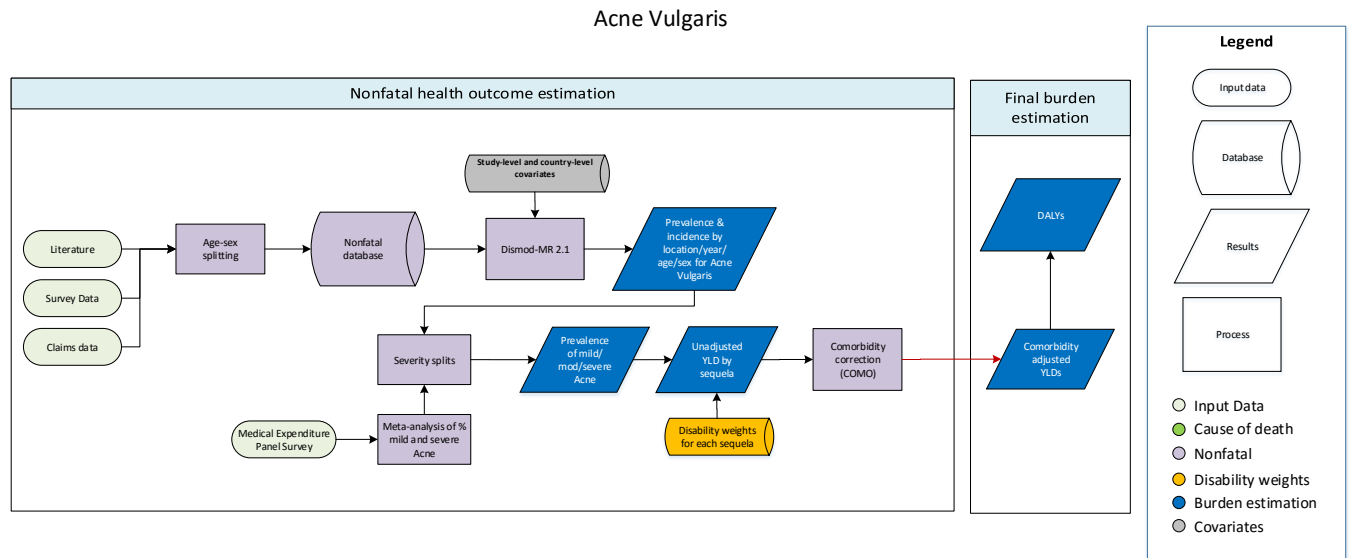 Acne Vulgaris
Nonfatal health outcome estimation
Study-level and country-level
covariates
Literature
Survey Data
Claims data
Age-sex
splitting
Nonfatal
database
Dismod-MR 2.1
Prevalence &
incidence by
location/year/
age/sex for Acne
Vulgaris
Severity splits
Prevalence
of mild/
mod/severe
Acne
Unadjusted
YLD by
sequela
Comorbidity
correction
(COMO)
Medical Expenditure
Panel Survey
Meta-analysis of %
mild and severe
Acne
Disability weights
for each sequela
Final burden
estimation
DALYs
Comorbidity
adjusted
YLDs
Legend
Input data
Database
Results
Process
Input Data
Cause of death
Nonfatal
Disability weights
Burden estimation
Covariates